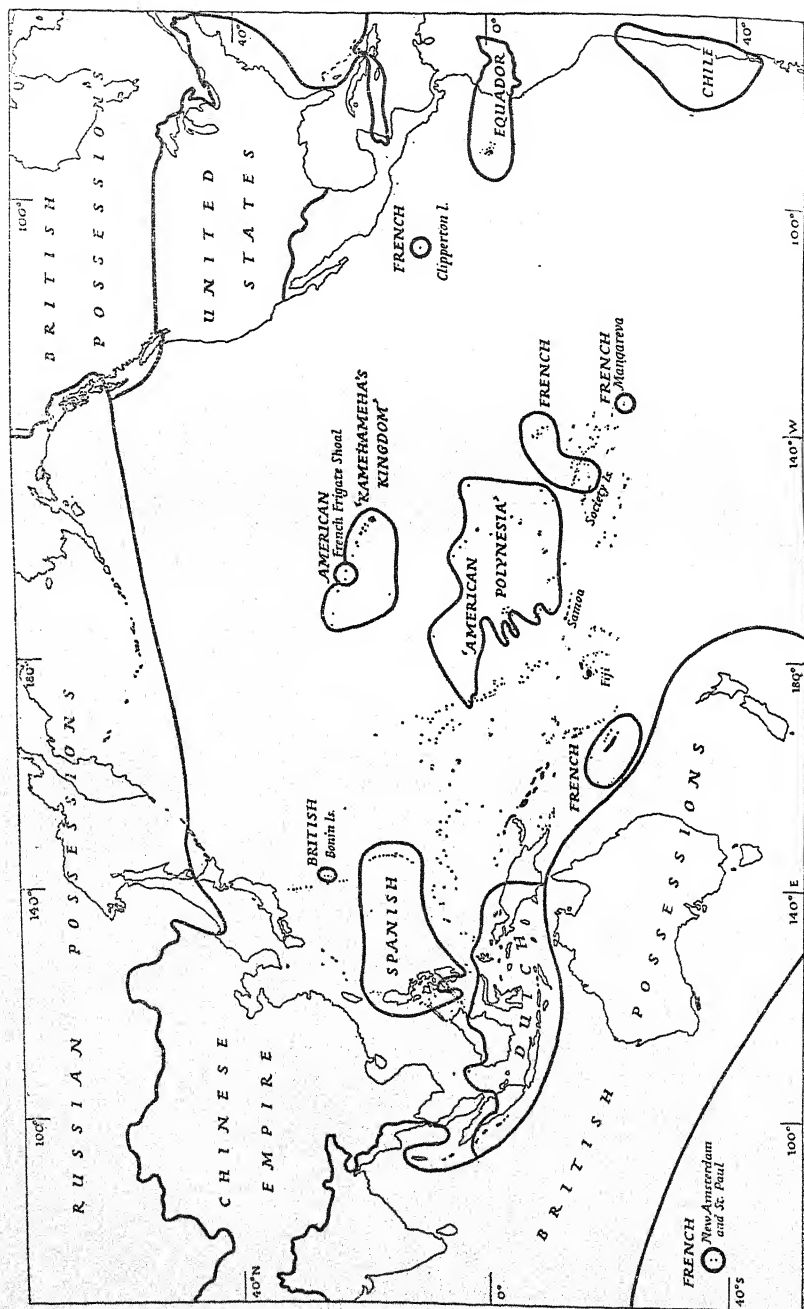 RUSSIAN POSSESSIONS
BRITISH
POSSESSIONS
CHINESE
EMPIRE
UNITED
STATES
BRITISH
Bonin Is.
SPANISH
DUTCH
AMERICAN
French Frigate Shoal
'KAMEHAMEHA'S
KINGDOM'
FRENCH
Clipperton I.
EQUADOR
'AMERICAN
POLYNESIA'
FRENCH
Society Is.
Samoa
Fiji
FRENCH
FRENCH
Mangareva
CHILE
BRITISH POSSESSIONS
FRENCH
New Amsterdam
and St. Paul
100°
140°
180°
100°
40°N
0°
40°S
40°
0°
40°
100°
140°E
180°
140°W
100°